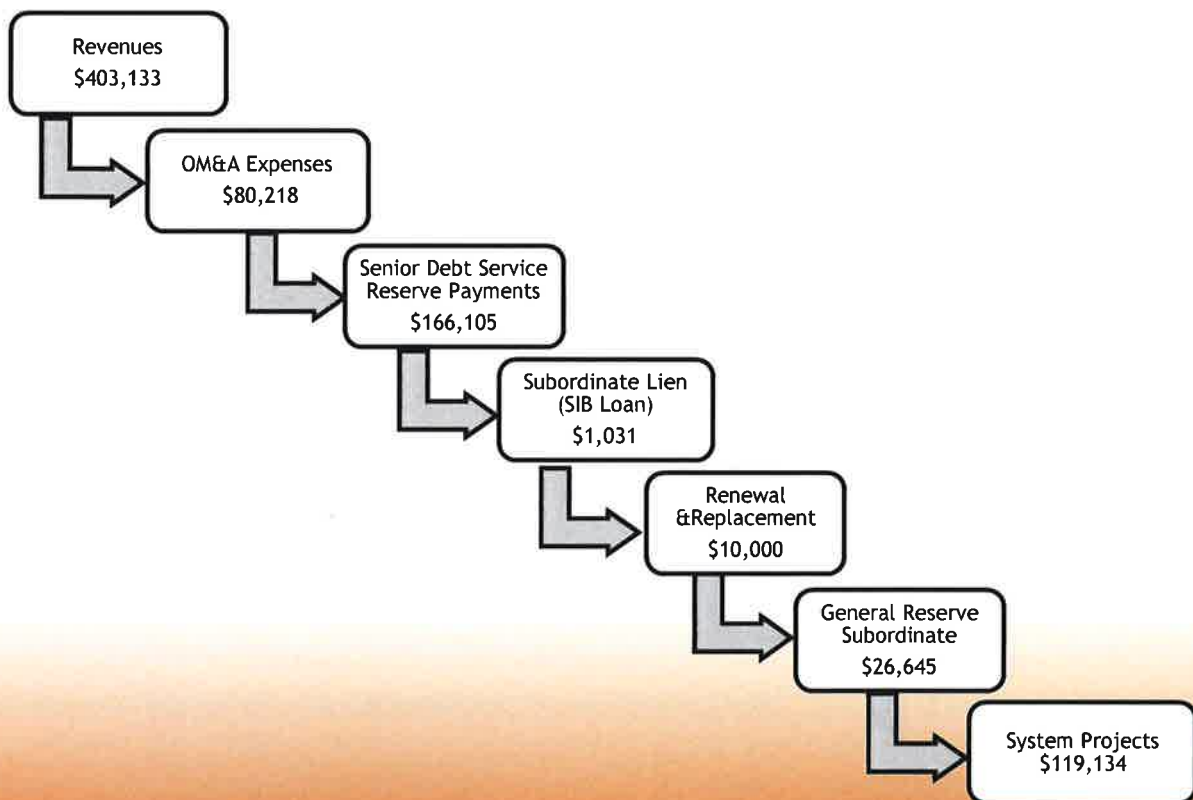 Revenues
$403,133
OM&A Expenses
$80,218
Senior Debt Service
Reserve Payments
$166,105
Subordinate Lien
(SIB Loan)
$1,031
Renewal
&Replacement
$10,000
General Reserve
Subordinate
$26,645
System Projects
$119,134